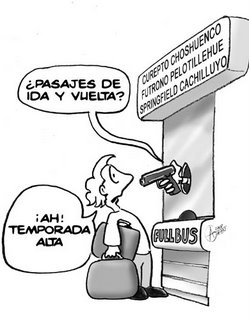 CUREPTO CHOSHUENCO
FUTRONO PELOTILLEHUE
SPRINGFIELD CACHILLUYO
¿PASAJES DE
IDA Y VUELTA?
¡AH!
TEMPORADA
ALTA
FULLBUS